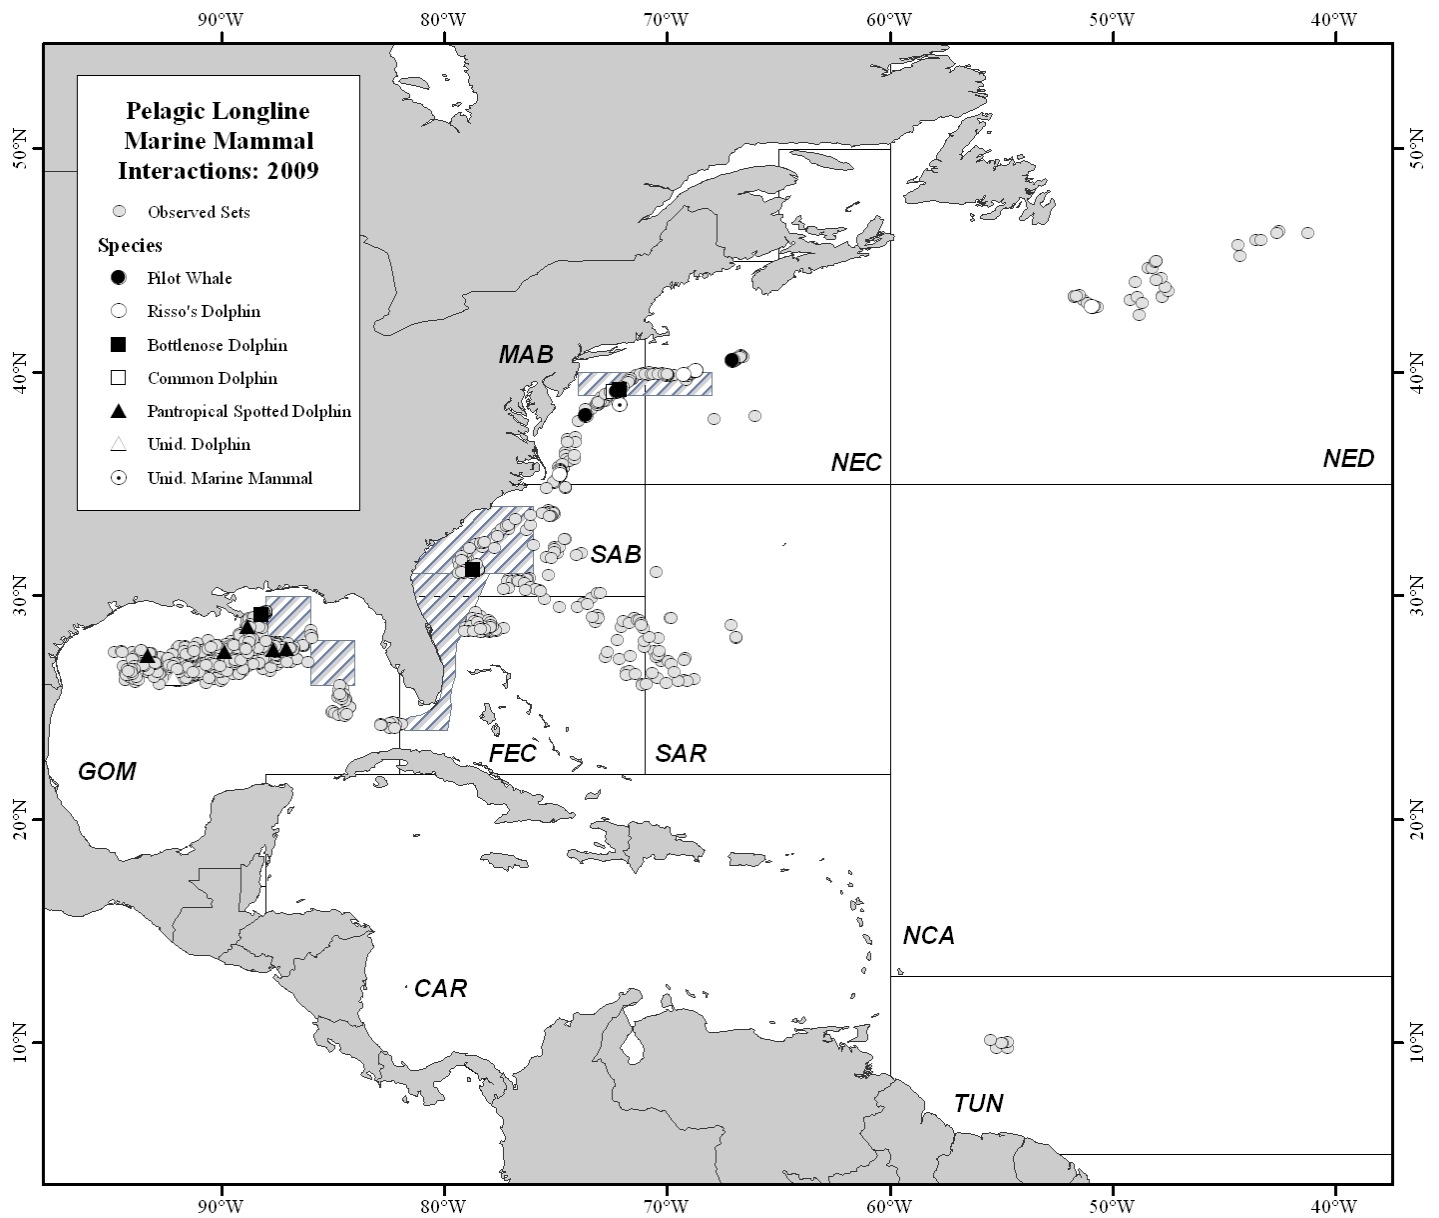 90°W 80°W 70°W 60°W 50°W 40°W
Pelagic Longline
Marine Mammal
Interactions: 2009
Observed Sets
Species
Pilot Whale
Risso's Dolphin
Bottlenose Dolphin
Common Dolphin
Pantropical Spotted Dolphin
Unid. Dolphin
Unid. Marine Mammal
50°N
50°N
40°N
40°N
30°N
30°N
20°N
20°N
10°N
10°N
MAB
NEC
NED
SAB
GOM
FEC
SAR
NCA
CAR
TUN
90°W 80°W 70°W 60°W 50°W 40°W